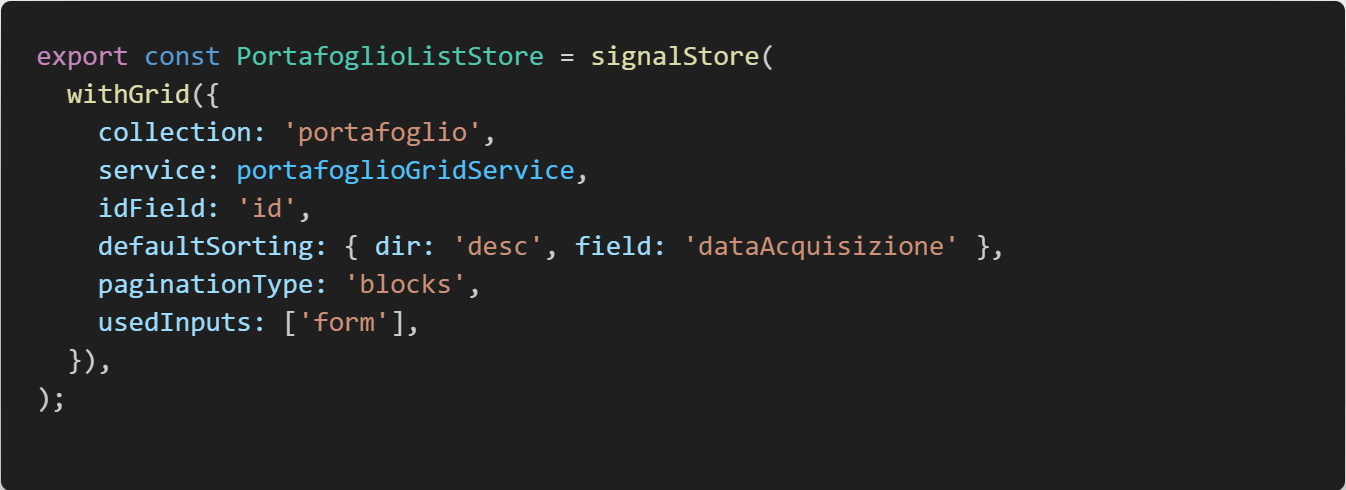 export const PortafoglioListStore = signalStore(
  withGrid({
    collection: 'portafoglio',
    service: portafoglioGridService,
    idField: 'id',
    defaultSorting: { dir: 'desc', field: 'dataAcquisizione' },
    paginationType: 'blocks',
    usedInputs: ['form'],
  }),
);